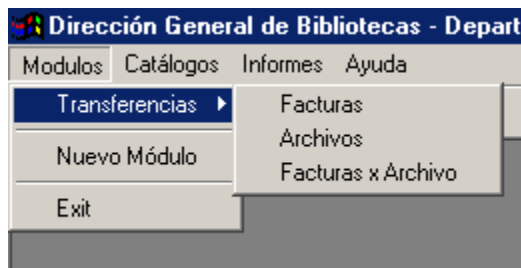 Dirección General de Bibliotecas - Depart
Modulos Catálogos Informes Ayuda
Transferencias
Facturas
Archivos
Facturas x Archivo
Nuevo Módulo
Exit